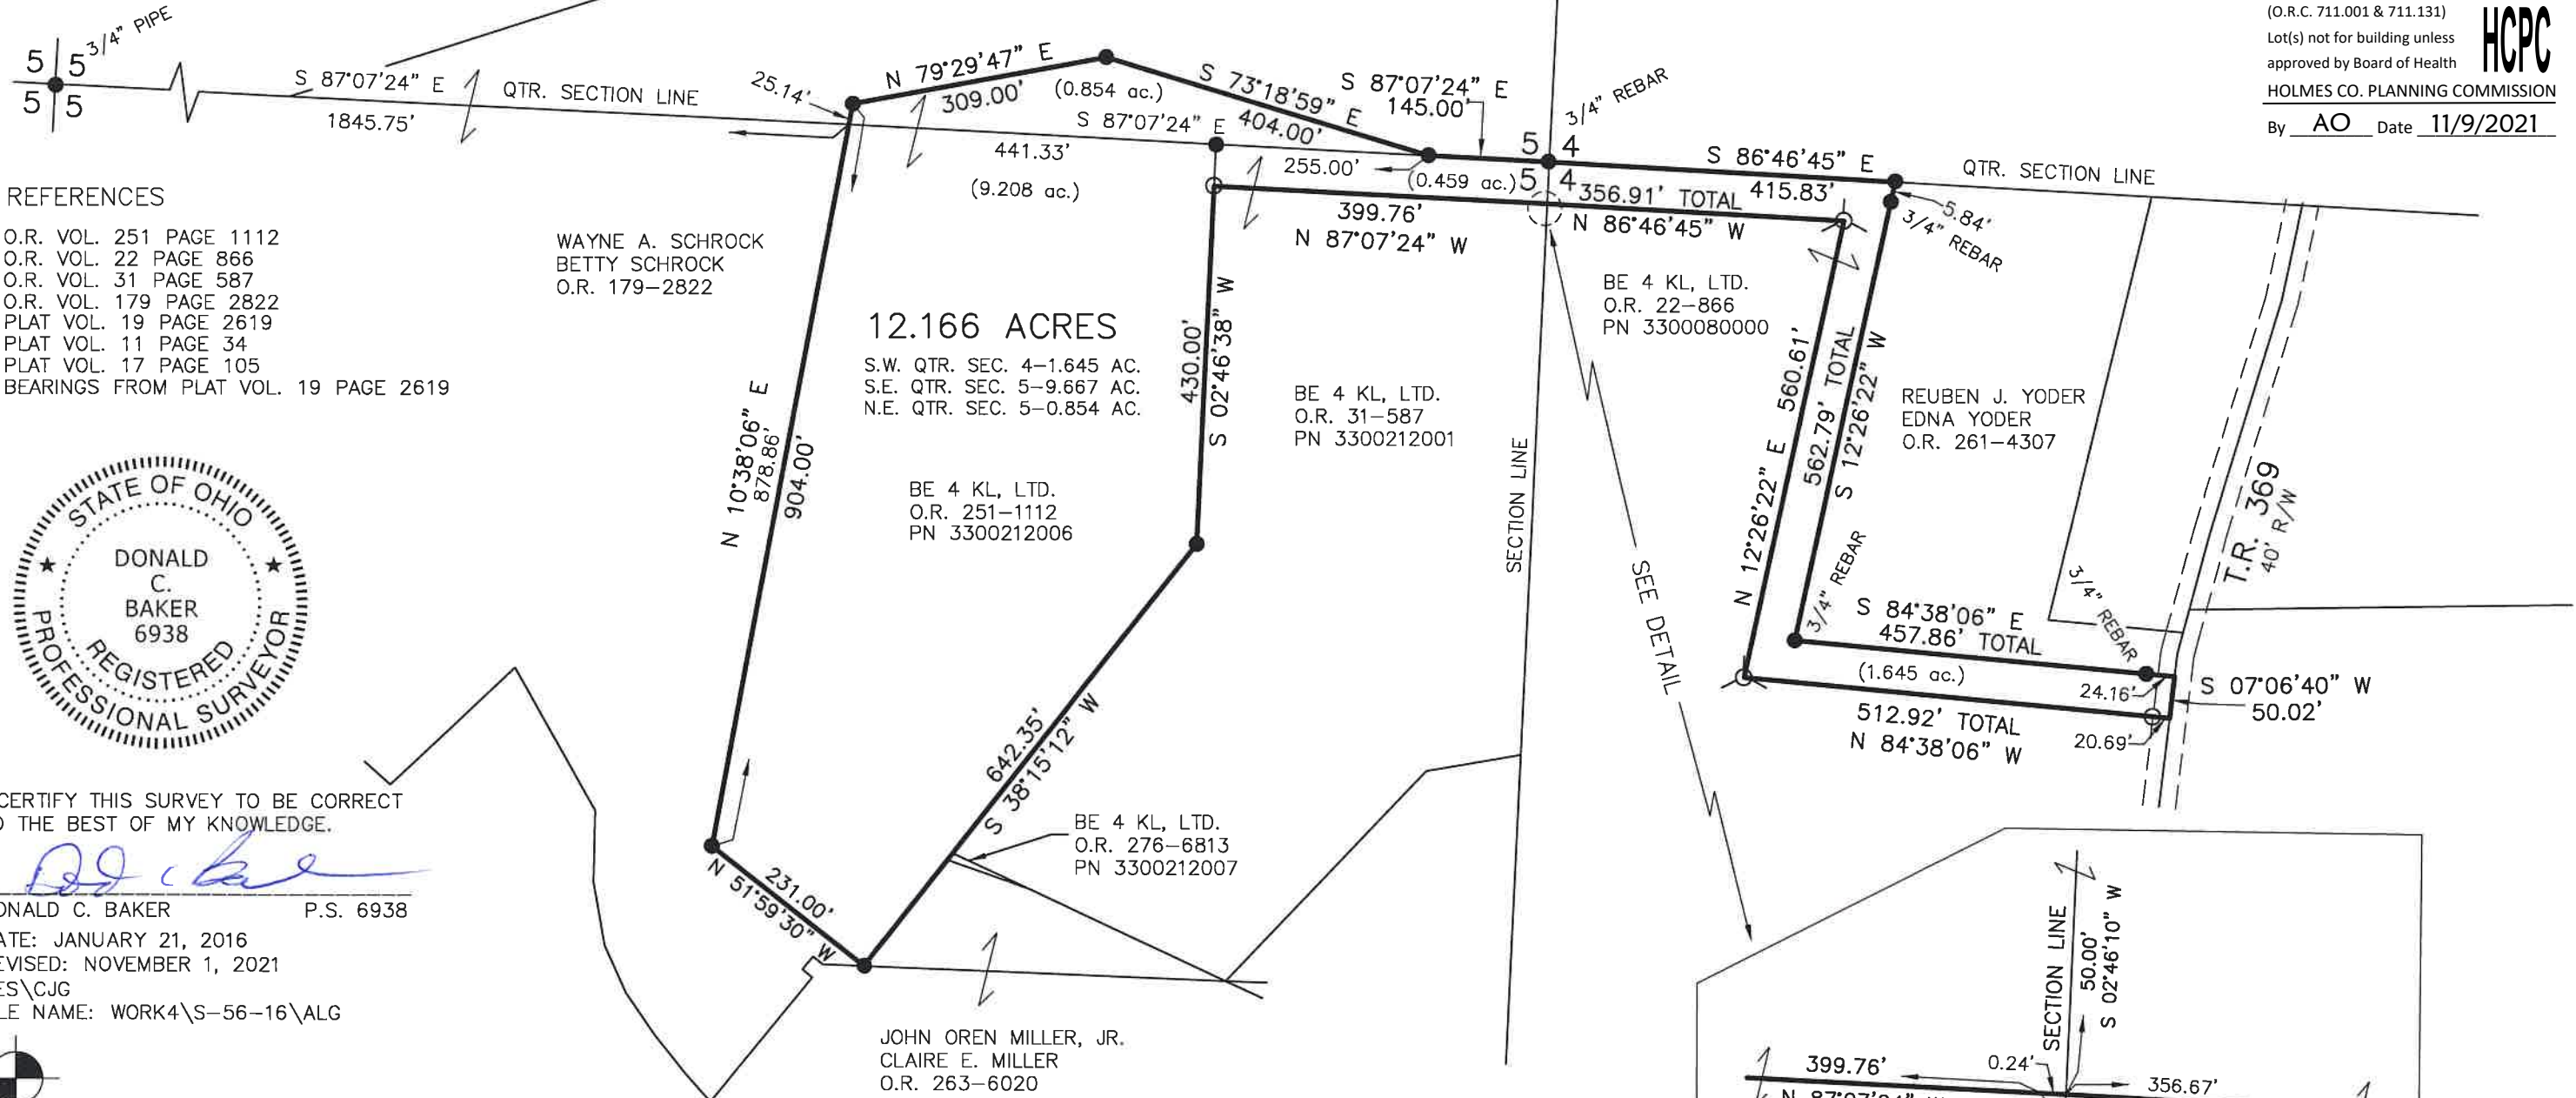 (O.R.C. 711.001 & 711.131)
Lot(s) not for building unless
approved by Board of Health
HCPC
HOLMES CO. PLANNING COMMISSION
By AO Date 11/9/2021
5 5
5 5
3/4" PIPE
S 87°07'24" E
1845.75'
QTR. SECTION LINE
25.14'
N 79°29'47" E
309.00'
(0.854 ac.)
S 73°18'59" E
404.00'
S 87°07'24" E
145.00'
3/4" REBAR
S 87°07'24" E
441.33'
(9.208 ac.)
255.00'
(0.459 ac.)
5 4
5 4
S 86°46'45" E
415.83'
QTR. SECTION LINE
356.91' TOTAL
N 86°46'45" W
399.76'
N 87°07'24" W
5.84'
3/4" REBAR
REFERENCES
O.R. VOL. 251 PAGE 1112
O.R. VOL. 22 PAGE 866
O.R. VOL. 31 PAGE 587
O.R. VOL. 179 PAGE 2822
PLAT VOL. 19 PAGE 2619
PLAT VOL. 11 PAGE 34
PLAT VOL. 17 PAGE 105
BEARINGS FROM PLAT VOL. 19 PAGE 2619
WAYNE A. SCHROCK
BETTY SCHROCK
O.R. 179-2822
12.166 ACRES
S.W. QTR. SEC. 4-1.645 AC.
S.E. QTR. SEC. 5-9.667 AC.
N.E. QTR. SEC. 5-0.854 AC.
430.00'
S 02°46'38" W
BE 4 KL, LTD.
O.R. 22-866
PN 3300080000
BE 4 KL, LTD.
O.R. 31-587
PN 3300212001
N 12°26'22" E 560.61'
562.79' TOTAL
S 12°26'22" W
REUBEN J. YODER
EDNA YODER
O.R. 261-4307
N 10°38'06" E
878.86'
904.00'
BE 4 KL, LTD.
O.R. 251-1112
PN 3300212006
SECTION LINE
SEE DETAIL
T.R. 369
40' R/W
3/4" REBAR
3/4" REBAR
S 84°38'06" E
457.86' TOTAL
(1.645 ac.)
24.16'
S 07°06'40" W
50.02'
512.92' TOTAL
N 84°38'06" W
20.69'
STATE OF OHIO
DONALD
C.
BAKER
6938
REGISTERED
PROFESSIONAL SURVEYOR
642.35'
S 38°15'12" W
231.00'
N 51°59'30" W
BE 4 KL, LTD.
O.R. 276-6813
PN 3300212007
CERTIFY THIS SURVEY TO BE CORRECT
O THE BEST OF MY KNOWLEDGE.
ONALD C. BAKER P.S. 6938
ATE: JANUARY 21, 2016
EVISED: NOVEMBER 1, 2021
ES\CJG
LE NAME: WORK4\S-56-16\ALG
JOHN OREN MILLER, JR.
CLAIRE E. MILLER
O.R. 263-6020
SECTION LINE
50.00'
S 02°46'10" W
399.76'
0.24'
356.67'
N 87°07'24" W